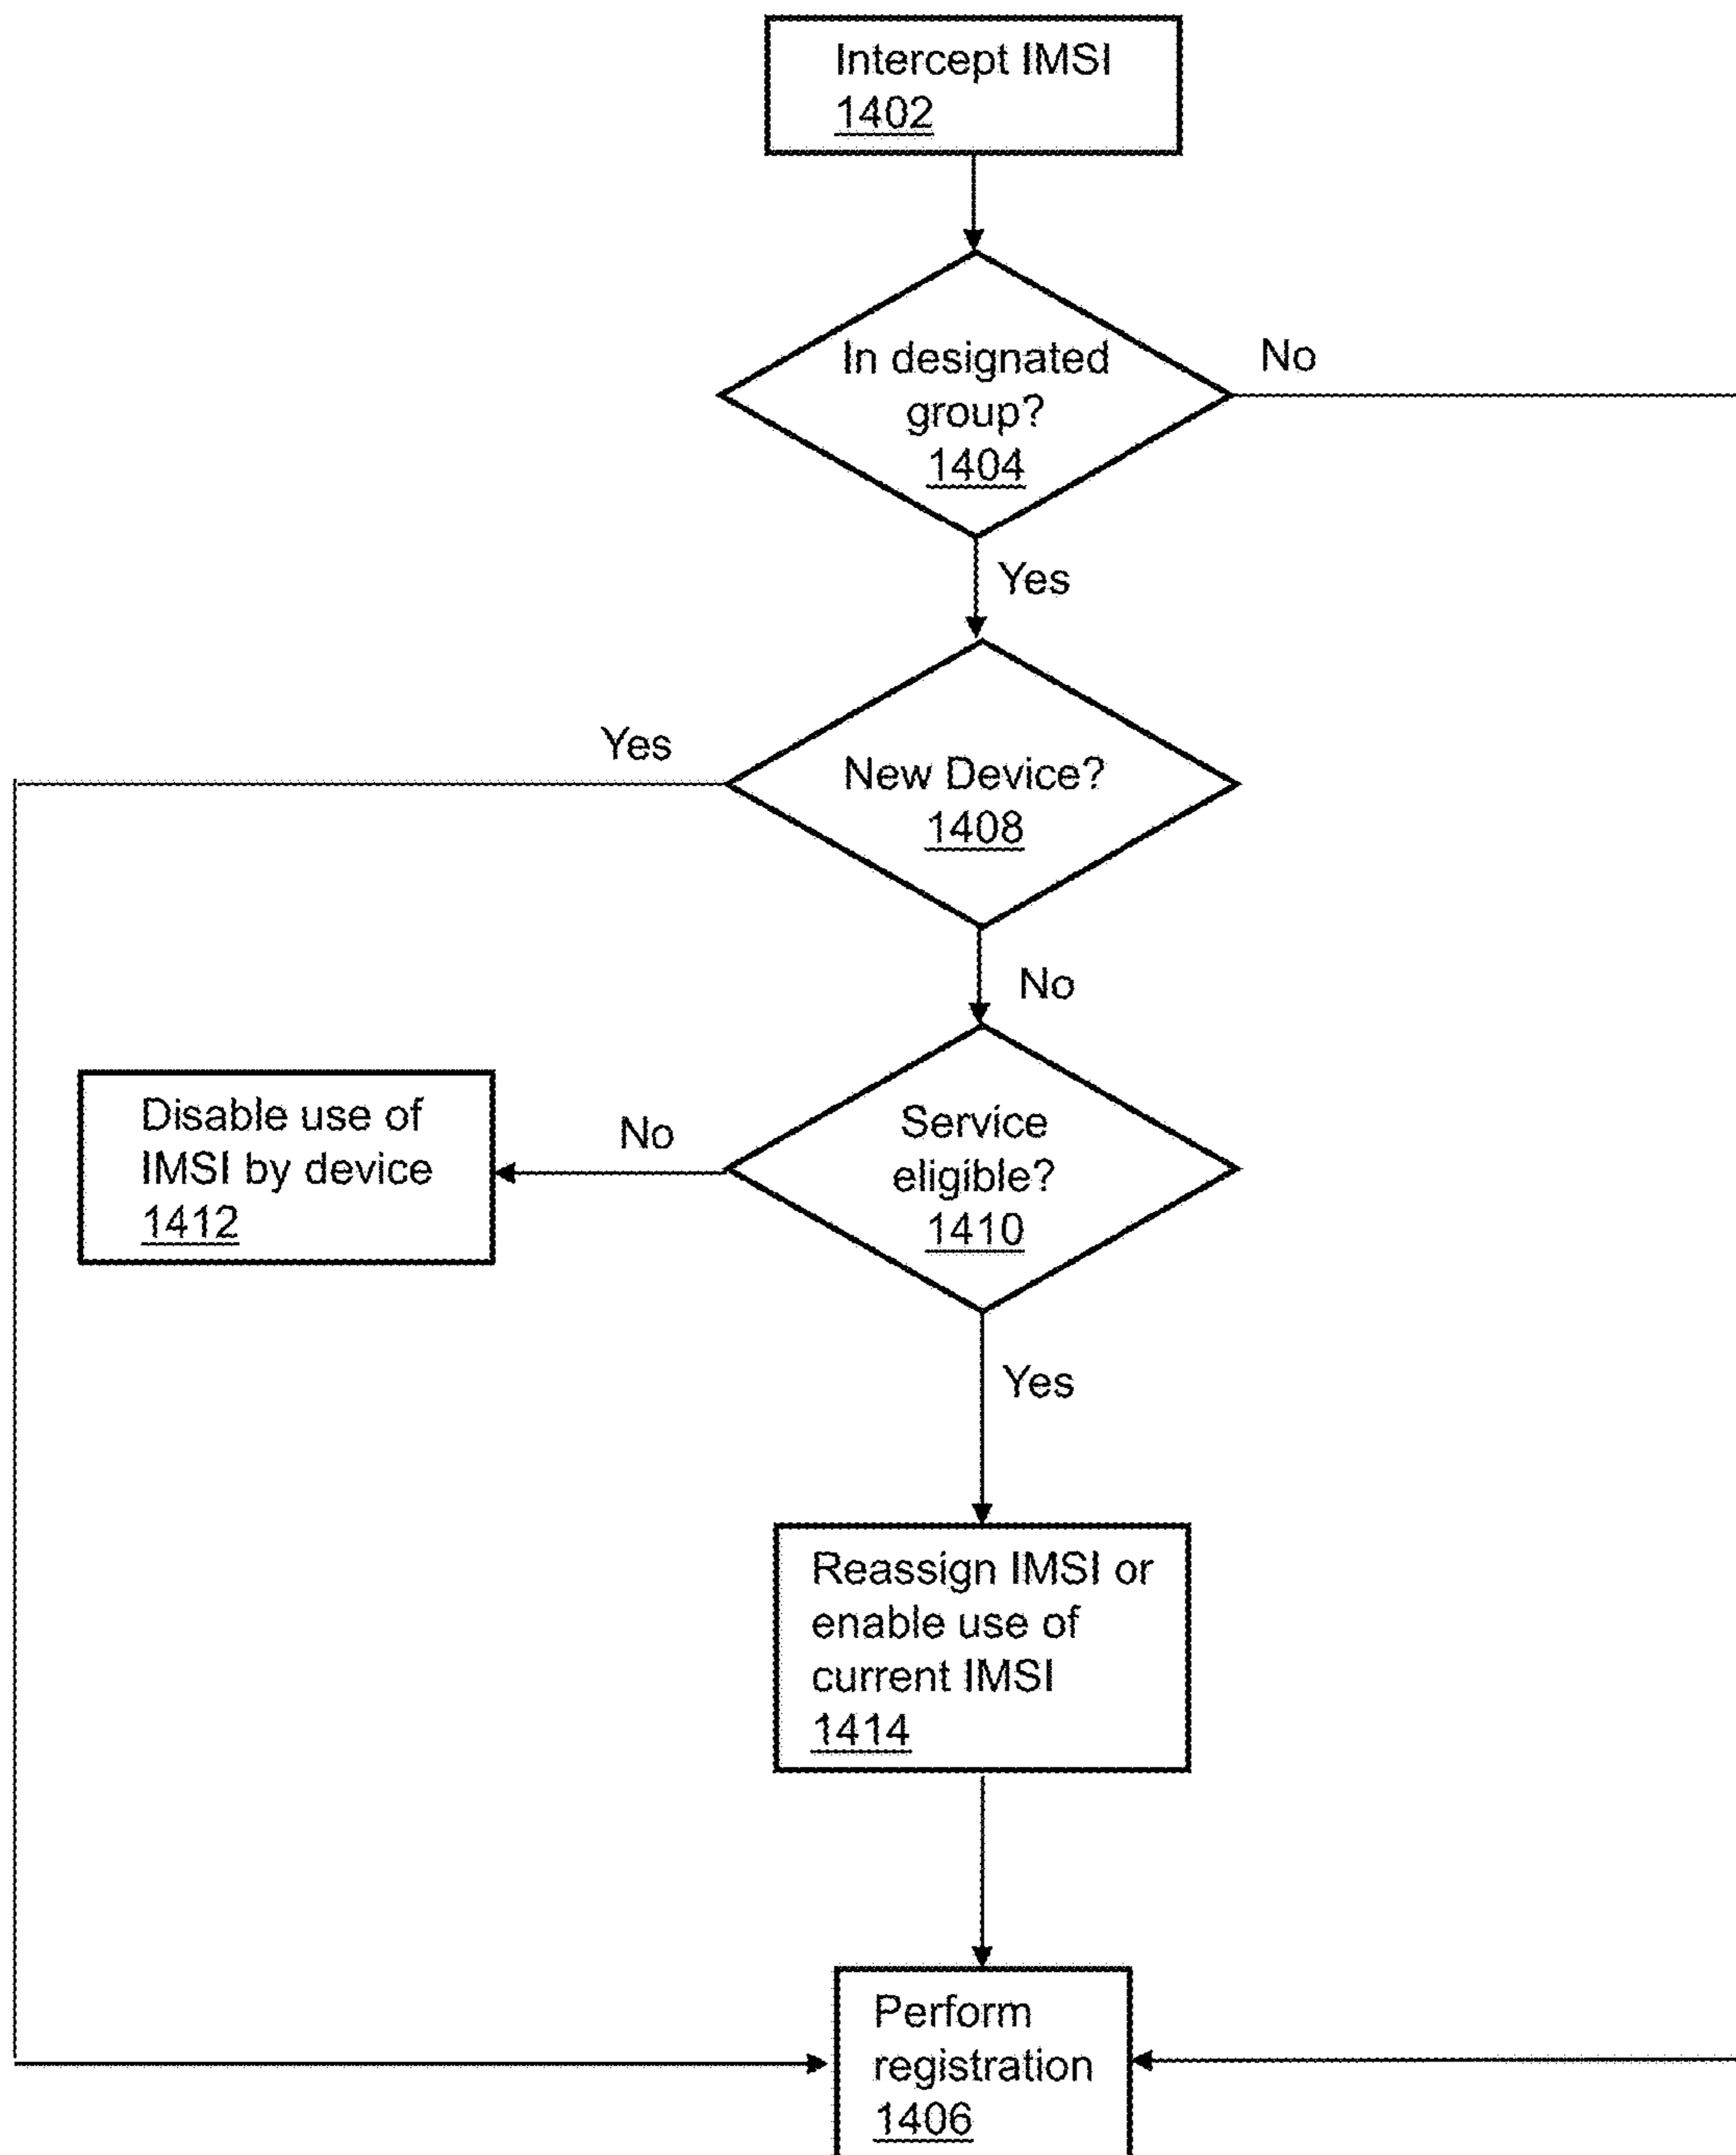 Intercept IMSI
1402
In designated
group?
1404
No
Yes
New Device?
1408
Yes
No
Service
eligible?
1410
No
Disable use of
IMSI by device
1412
Yes
Reassign IMSI or
enable use of
current IMSI
1414
Perform
registration
1406